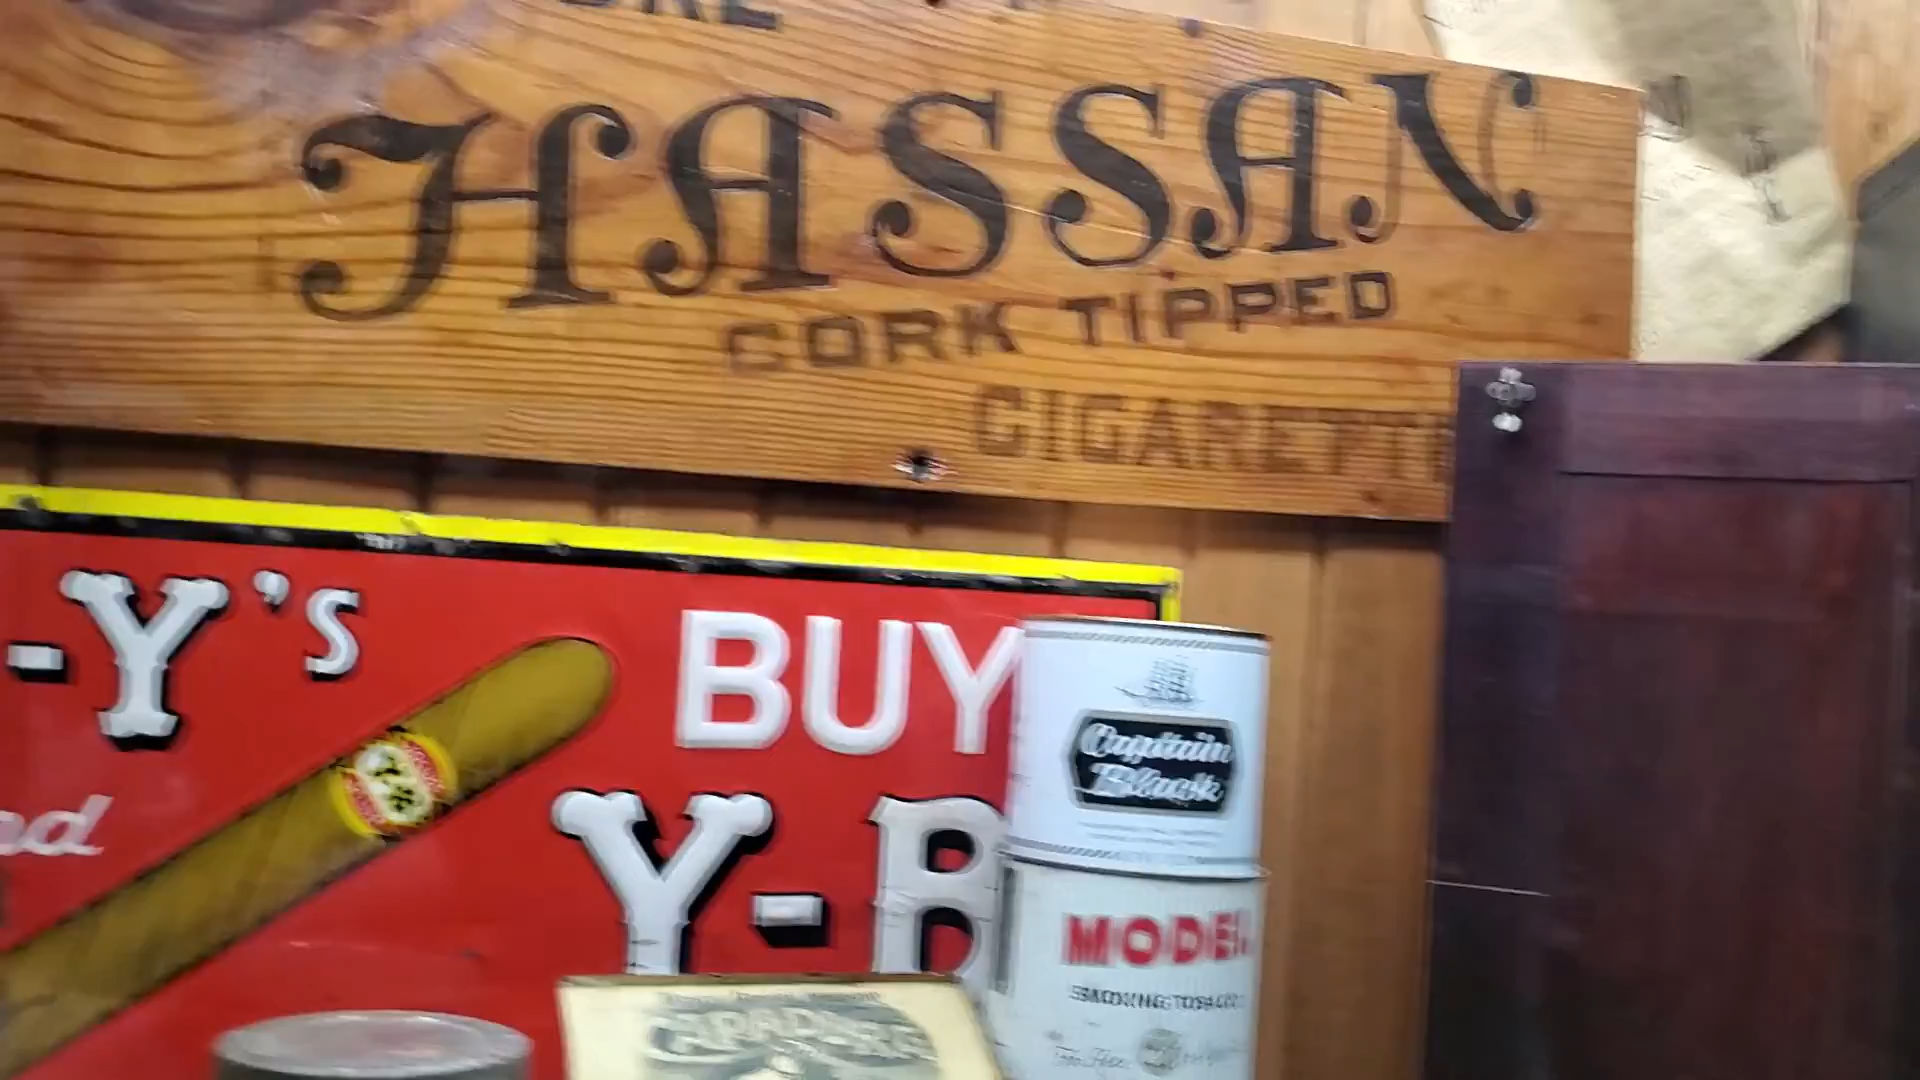 HASSAN
CORK TIPPED
CIGARETT
-Y's
BUY
Y-B
Captain
Black
MODEL
SMOKING TOBACCO